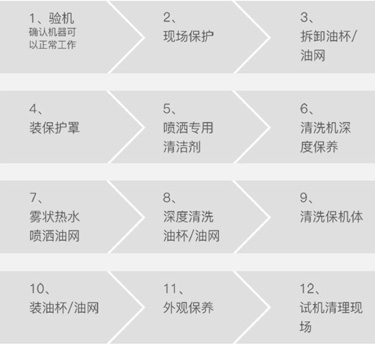 1、验机
确认机器可
以正常工作
2、
现场保护
3、
拆卸油杯/
油网
4、
装保护罩
5、
喷洒专用
清洁剂
6、
清洗机深
度保养
7、
雾状热水
喷洒油网
8、
深度清洗
油杯/油网
9、
清洗保机体
10、
装油杯/油网
11、
外观保养
12、
试机清理现
场